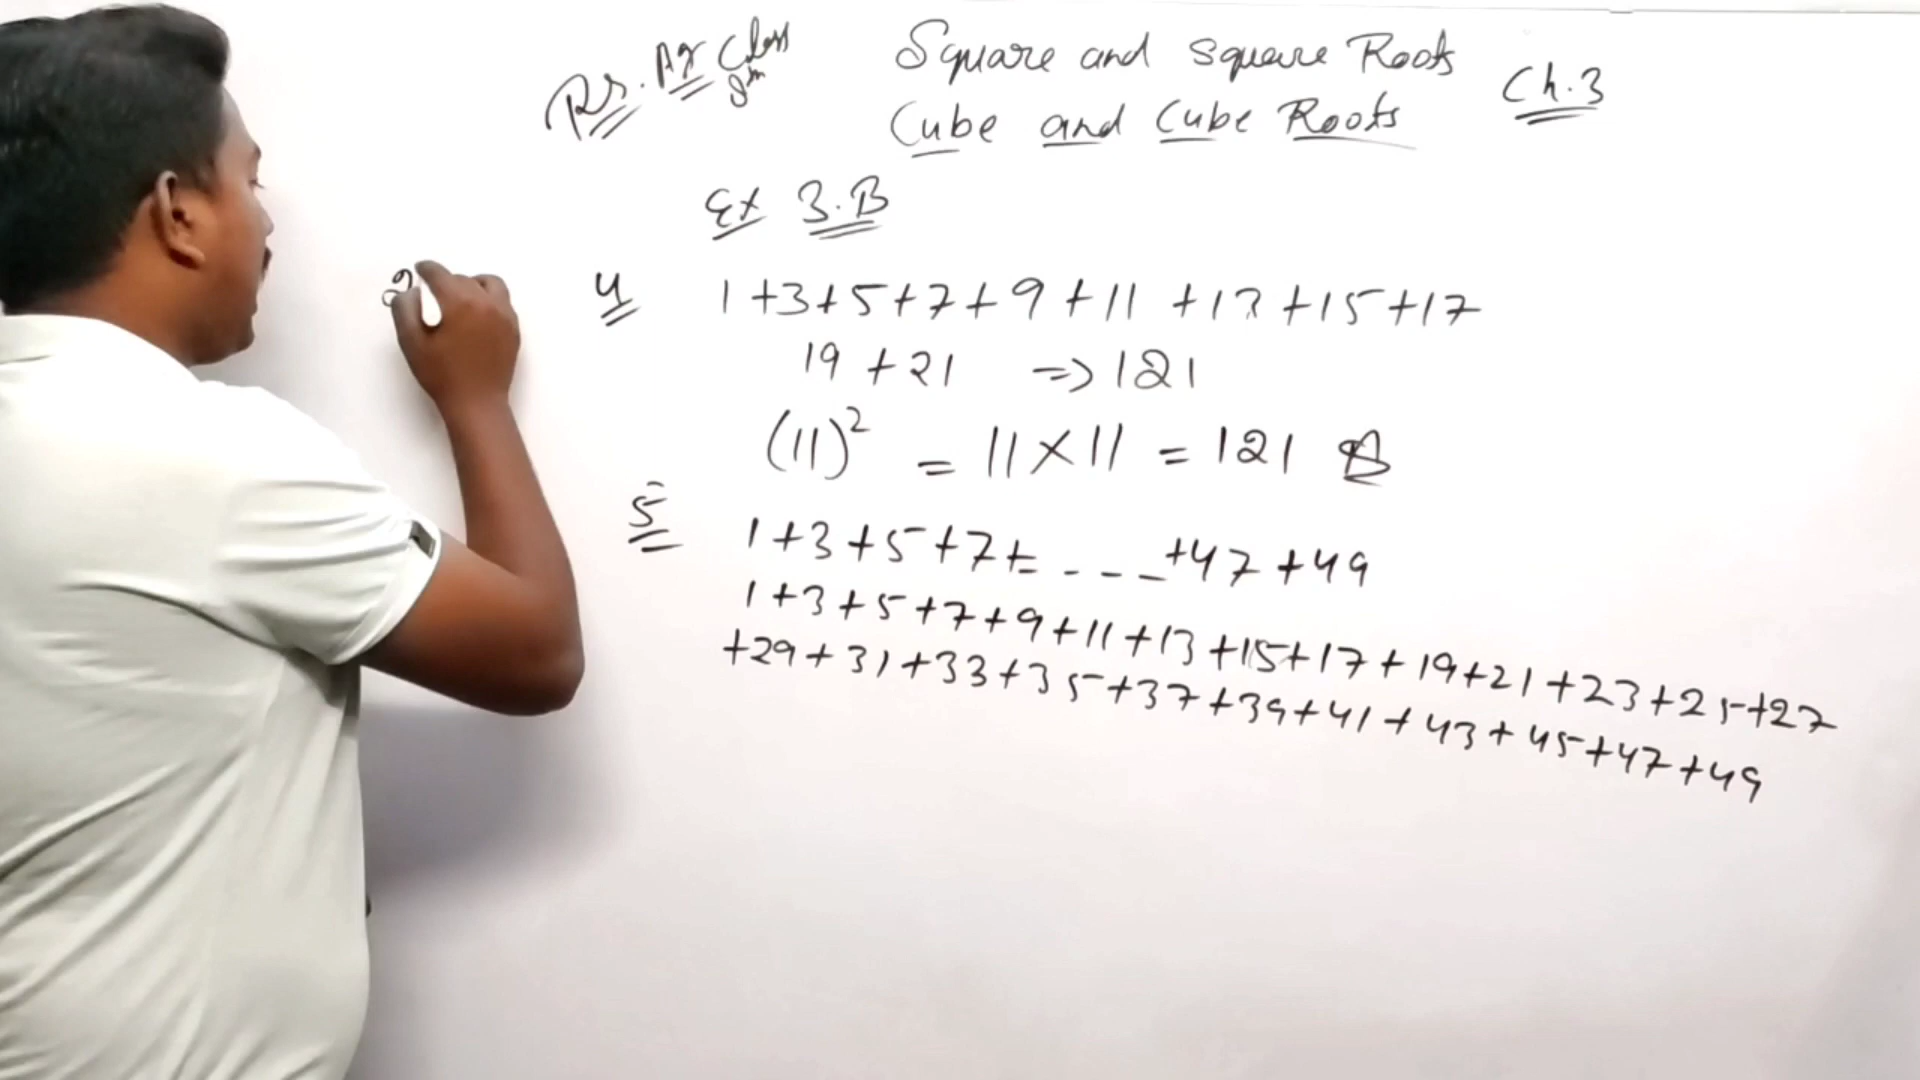 Rs. Ag Class 8th
Square and square Roots
Cube and Cube Roots
Ch.3
Ex 3.B
4 1+3+5+7+9+11+13+15+17
19+21 => 121
(11)² = 11×11 = 121
5 1+3+5+7+----+47+49
1+3+5+7+9+11+13+15+17+19+21+23+25+27
+29+31+33+35+37+39+41+43+45+47+49